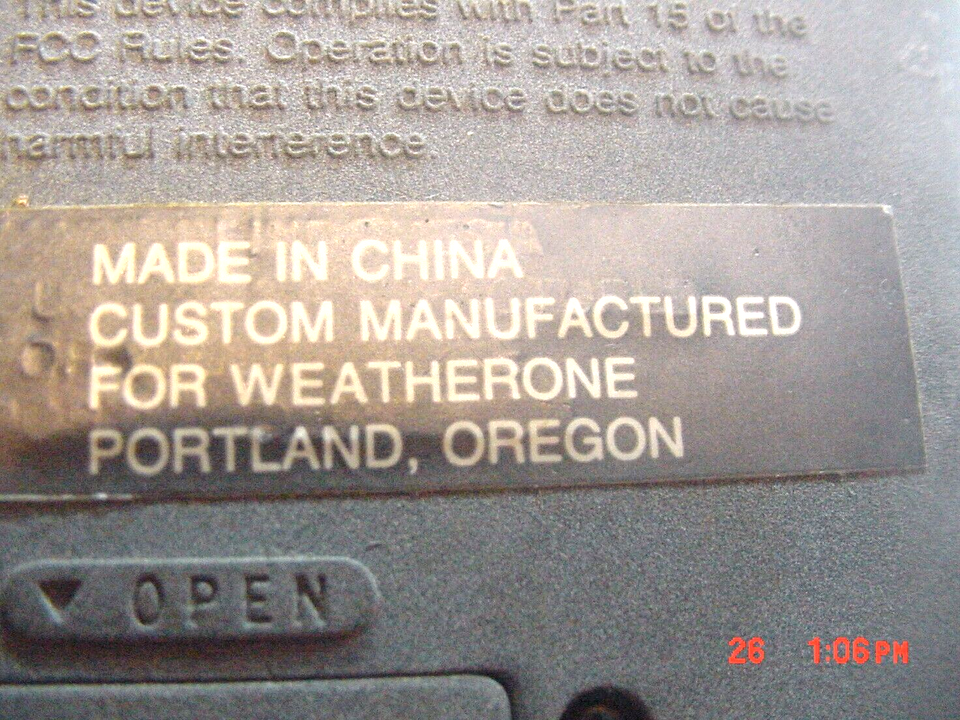 This device complies with Part 15 of the
FCC Rules. Operation is subject to the
condition that this device does not cause
harmful interference.
MADE IN CHINA
CUSTOM MANUFACTURED
FOR WEATHERONE
PORTLAND, OREGON
OPEN
26 1:06PM